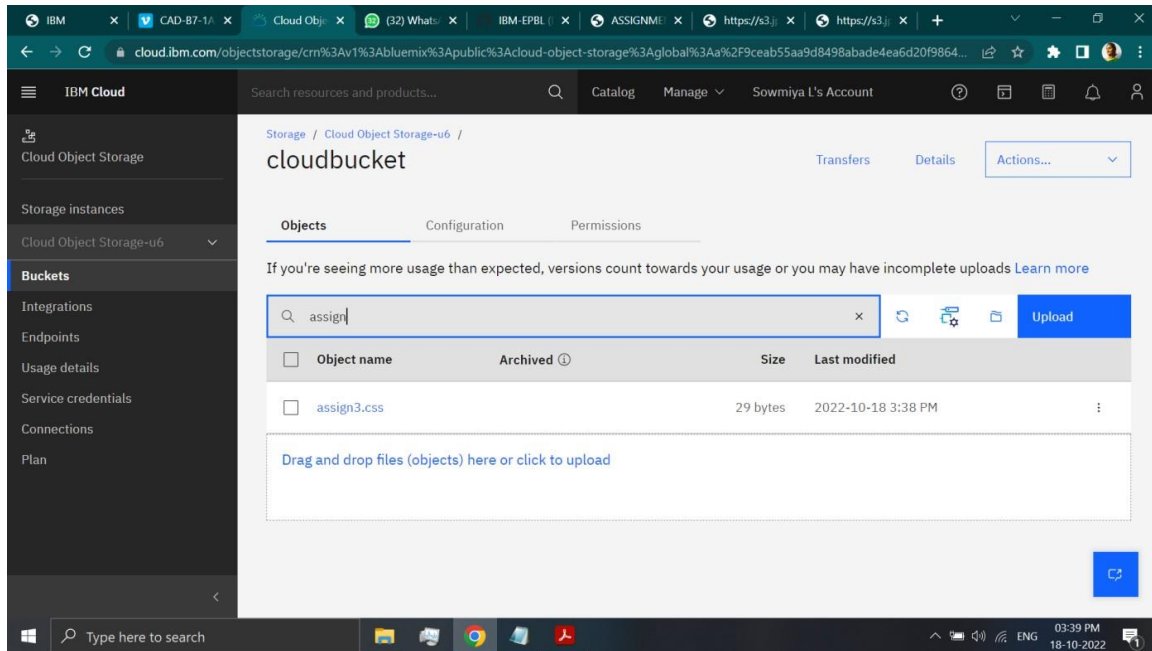 IBM
CAD-B7-1A
Cloud Obje
(32) Whats
IBM-EPBL (
ASSIGNME
https://s3.j
https://s3.j
cloud.ibm.com/objectstorage/crn%3Av1%3Abluemix%3Apublic%3Acloud-object-storage%3Aglobal%3Aa%2F9ceab55aa9d8498abade4ea6d20f9864...
IBM Cloud
Search resources and products...
Catalog
Manage
Sowmiya L's Account
Cloud Object Storage
Storage instances
Cloud Object Storage-u6
Buckets
Integrations
Endpoints
Usage details
Service credentials
Connections
Plan
Storage / Cloud Object Storage-u6 /
cloudbucket
Transfers
Details
Actions...
Objects
Configuration
Permissions
If you're seeing more usage than expected, versions count towards your usage or you may have incomplete uploads Learn more
assign
Upload
Object name
Archived
Size
Last modified
assign3.css
29 bytes
2022-10-18 3:38 PM
Drag and drop files (objects) here or click to upload
Type here to search
ENG
03:39 PM
18-10-2022
1